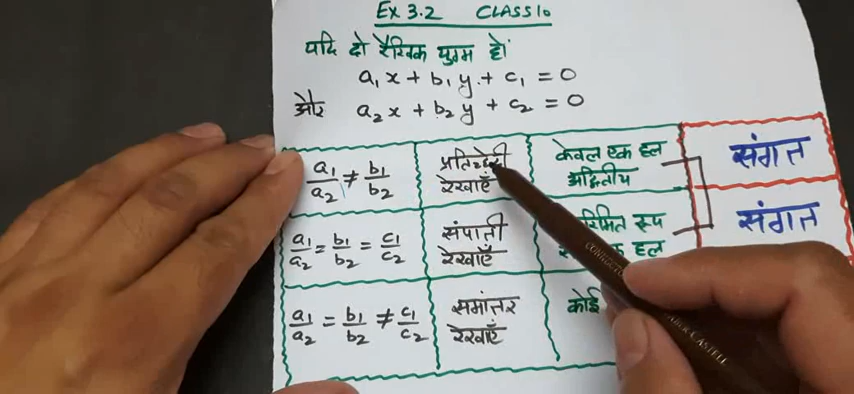 Ex 3.2 CLASS 10
यदि दो रैखिक युग्म हों
a₁x + b₁y + c₁ = 0
और a₂x + b₂y + c₂ = 0
a₁/a₂ ≠ b₁/b₂
रेखाएँ
केवल एक हल
अद्वितीय
संगत
a₁/a₂ = b₁/b₂ = c₁/c₂
संपाती
रेखाएँ
रूप
हल
संगत
a₁/a₂ = b₁/b₂ ≠ c₁/c₂
समांतर
रेखाएँ
कोई